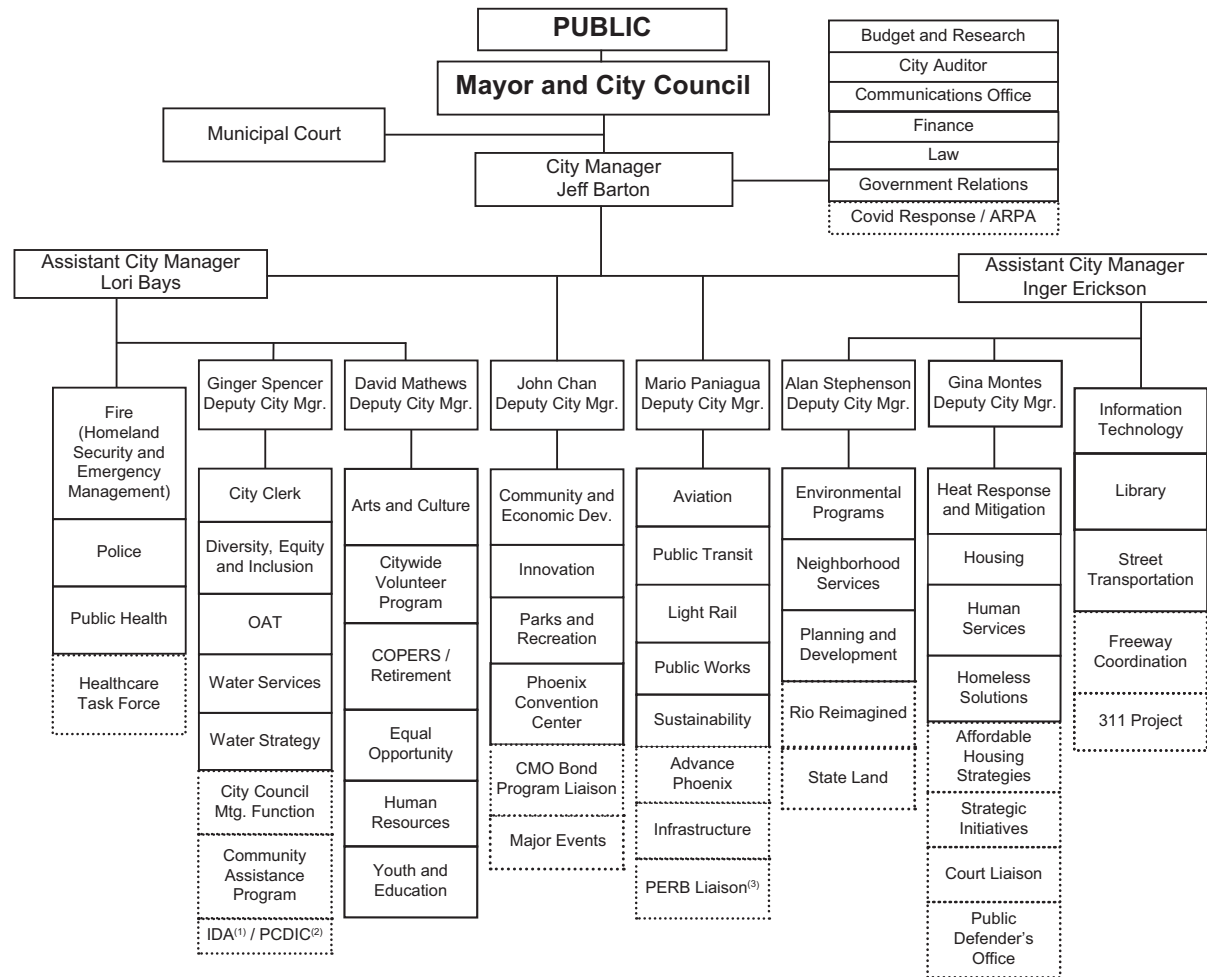 PUBLIC
Mayor and City Council
Municipal Court
City Manager
Jeff Barton
Budget and Research
City Auditor
Communications Office
Finance
Law
Government Relations
Covid Response / ARPA
Assistant City Manager
Lori Bays
Assistant City Manager
Inger Erickson
Fire
(Homeland
Security and
Emergency
Management)
Police
Public Health
Healthcare
Task Force
Ginger Spencer
Deputy City Mgr.
City Clerk
Diversity, Equity
and Inclusion
OAT
Water Services
Water Strategy
City Council
Mtg. Function
Community
Assistance
Program
IDA(1) / PCDIC(2)
David Mathews
Deputy City Mgr.
Arts and Culture
Citywide
Volunteer
Program
COPERS /
Retirement
Equal
Opportunity
Human
Resources
Youth and
Education
John Chan
Deputy City Mgr.
Community and
Economic Dev.
Innovation
Parks and
Recreation
Phoenix
Convention
Center
CMO Bond
Program Liaison
Major Events
Mario Paniagua
Deputy City Mgr.
Aviation
Public Transit
Light Rail
Public Works
Sustainability
Advance
Phoenix
Infrastructure
PERB Liaison(3)
Alan Stephenson
Deputy City Mgr.
Environmental
Programs
Neighborhood
Services
Planning and
Development
Rio Reimagined
State Land
Gina Montes
Deputy City Mgr.
Heat Response
and Mitigation
Housing
Human
Services
Homeless
Solutions
Affordable
Housing
Strategies
Strategic
Initiatives
Court Liaison
Public
Defender’s
Office
Information
Technology
Library
Street
Transportation
Freeway
Coordination
311 Project